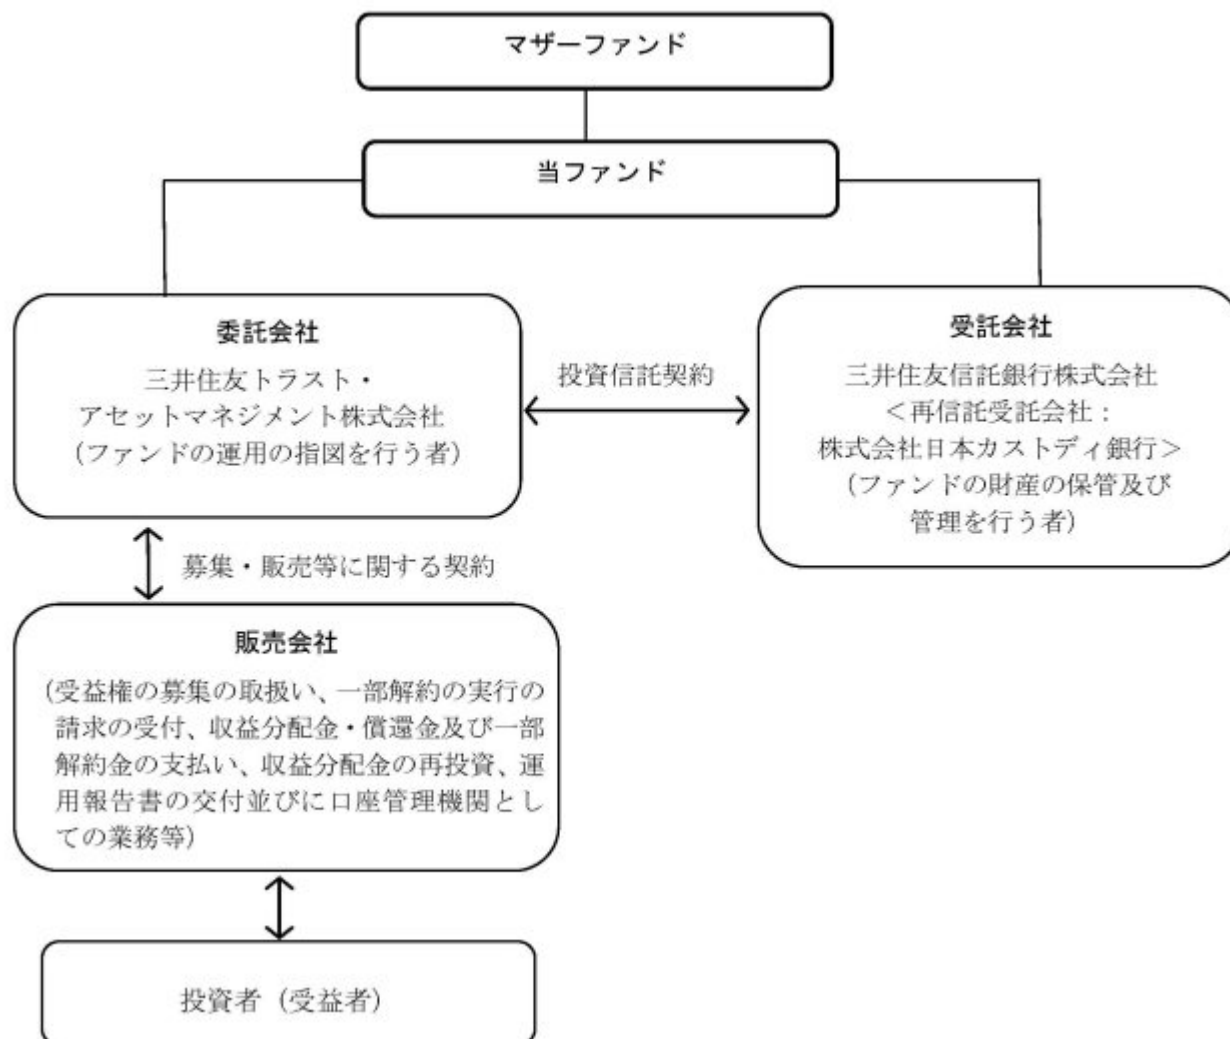 マザーファンド
当ファンド
委託会社
三井住友トラスト・
アセットマネジメント株式会社
（ファンドの運用の指図を行う者）
投資信託契約
受託会社
三井住友信託銀行株式会社
＜再信託受託会社：
株式会社日本カストディ銀行＞
（ファンドの財産の保管及び
管理を行う者）
募集・販売等に関する契約
販売会社
（受益権の募集の取扱い、一部解約の実行の
請求の受付、収益分配金・償還金及び一部
解約金の支払い、収益分配金の再投資、運
用報告書の交付並びに口座管理機関とし
ての業務等）
投資者（受益者）